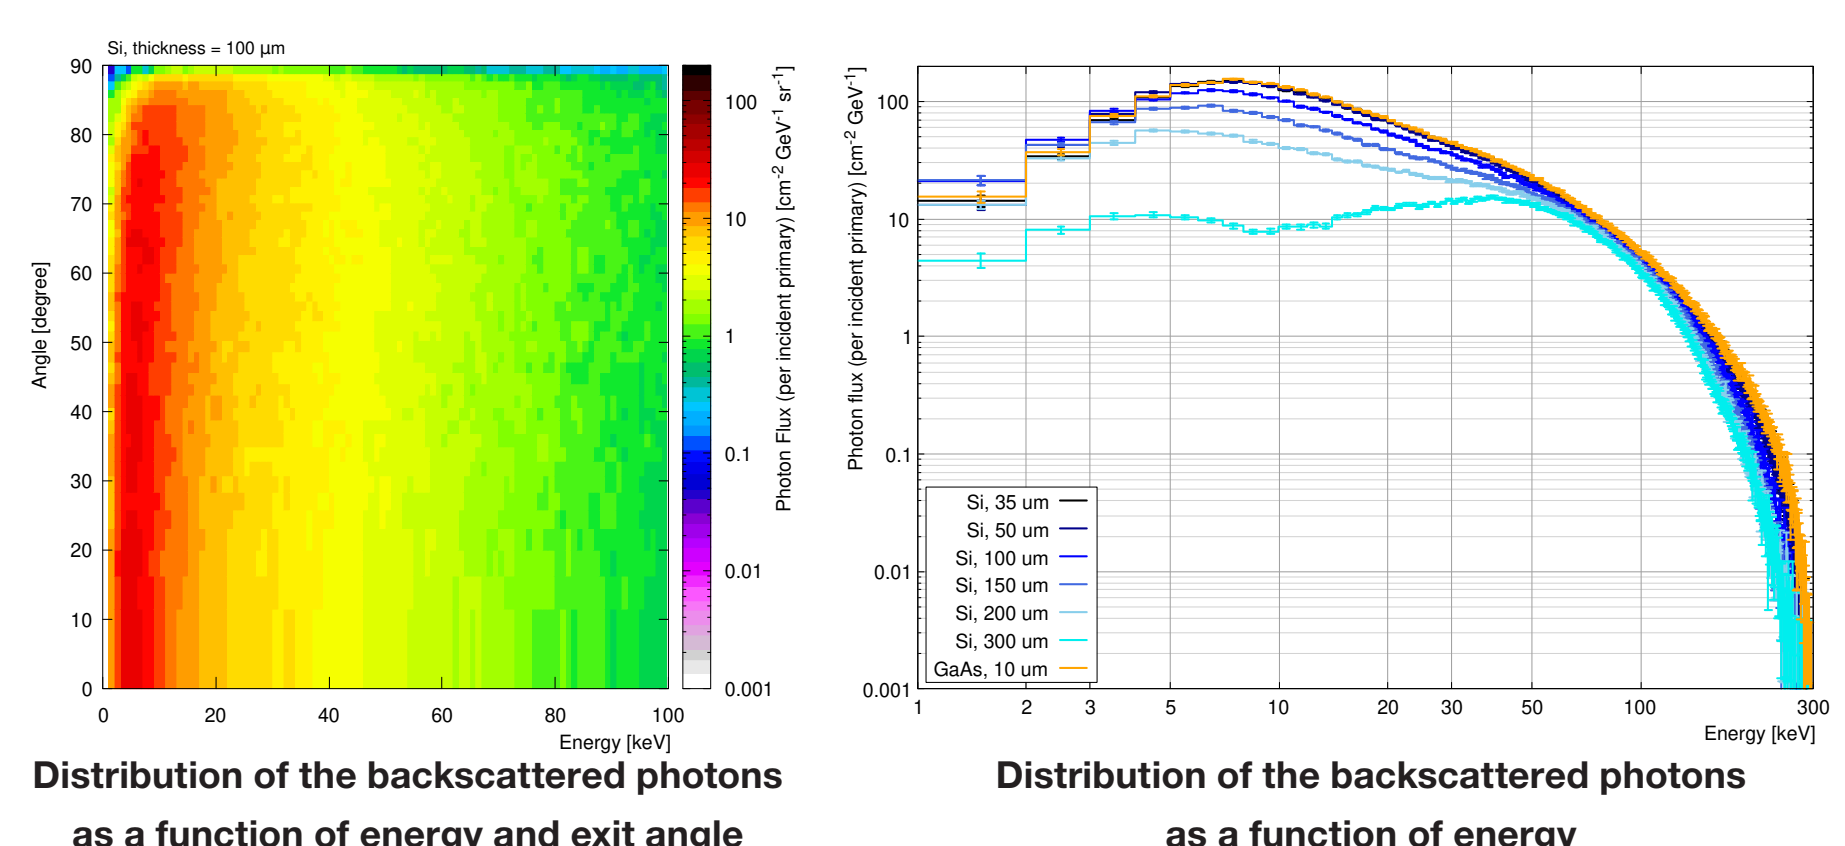 Si, thickness = 100 μm
90
80
70
60
50
40
30
20
10
0
Angle [degree]
0 20 40 60 80 100
Energy [keV]
100
10
1
0.1
0.01
0.001
Photon Flux (per incident primary) [cm-2 GeV-1 sr-1]
Distribution of the backscattered photons
as a function of energy and exit angle
Photon flux (per incident primary) [cm-2 GeV-1]
100
10
1
0.1
0.01
0.001
Si, 35 um
Si, 50 um
Si, 100 um
Si, 150 um
Si, 200 um
Si, 300 um
GaAs, 10 um
1 2 3 5 10 20 30 50 100 300
Energy [keV]
Distribution of the backscattered photons
as a function of energy